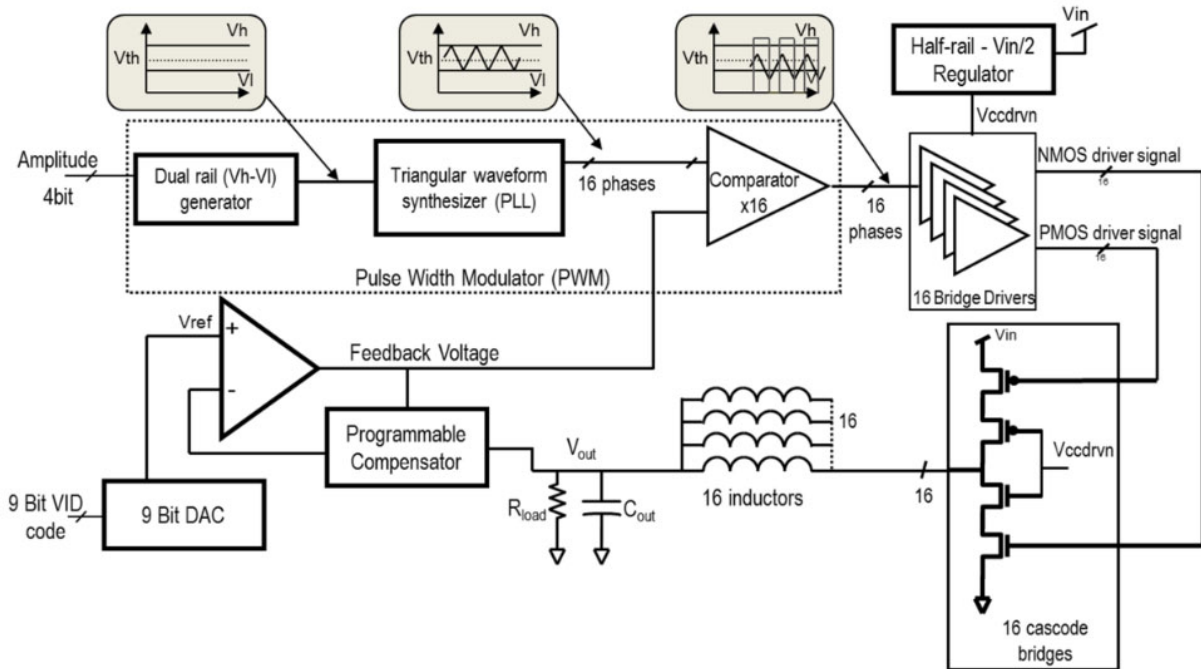 Vh
Vth
Vl
Vh
Vth
Vl
Vh
Vth
Vin
Half-rail - Vin/2
Regulator
Vccdrvn
Amplitude
4bit
Dual rail (Vh-Vl)
generator
Triangular waveform
synthesizer (PLL)
16 phases
Comparator
x16
16
phases
NMOS driver signal
16
PMOS driver signal
16
16 Bridge Drivers
Pulse Width Modulator (PWM)
Vref
+
-
Feedback Voltage
Programmable
Compensator
9 Bit VID
code
9 Bit DAC
Vout
Rload
Cout
16
16 inductors
16
Vin
Vccdrvn
16 cascode
bridges